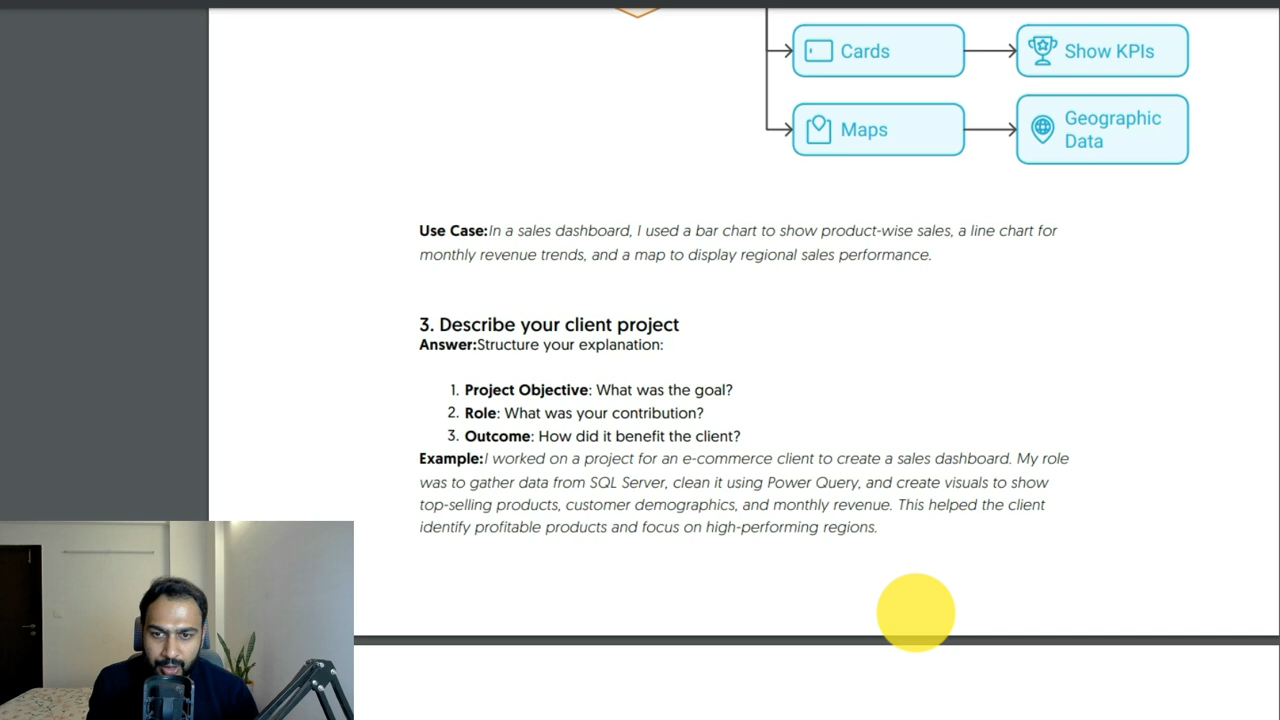 Cards
Show KPIs
Maps
Geographic
Data
Use Case:In a sales dashboard, I used a bar chart to show product-wise sales, a line chart for
monthly revenue trends, and a map to display regional sales performance.
3. Describe your client project
Answer:Structure your explanation:
1. Project Objective: What was the goal?
2. Role: What was your contribution?
3. Outcome: How did it benefit the client?
Example:I worked on a project for an e-commerce client to create a sales dashboard. My role
was to gather data from SQL Server, clean it using Power Query, and create visuals to show
top-selling products, customer demographics, and monthly revenue. This helped the client
identify profitable products and focus on high-performing regions.